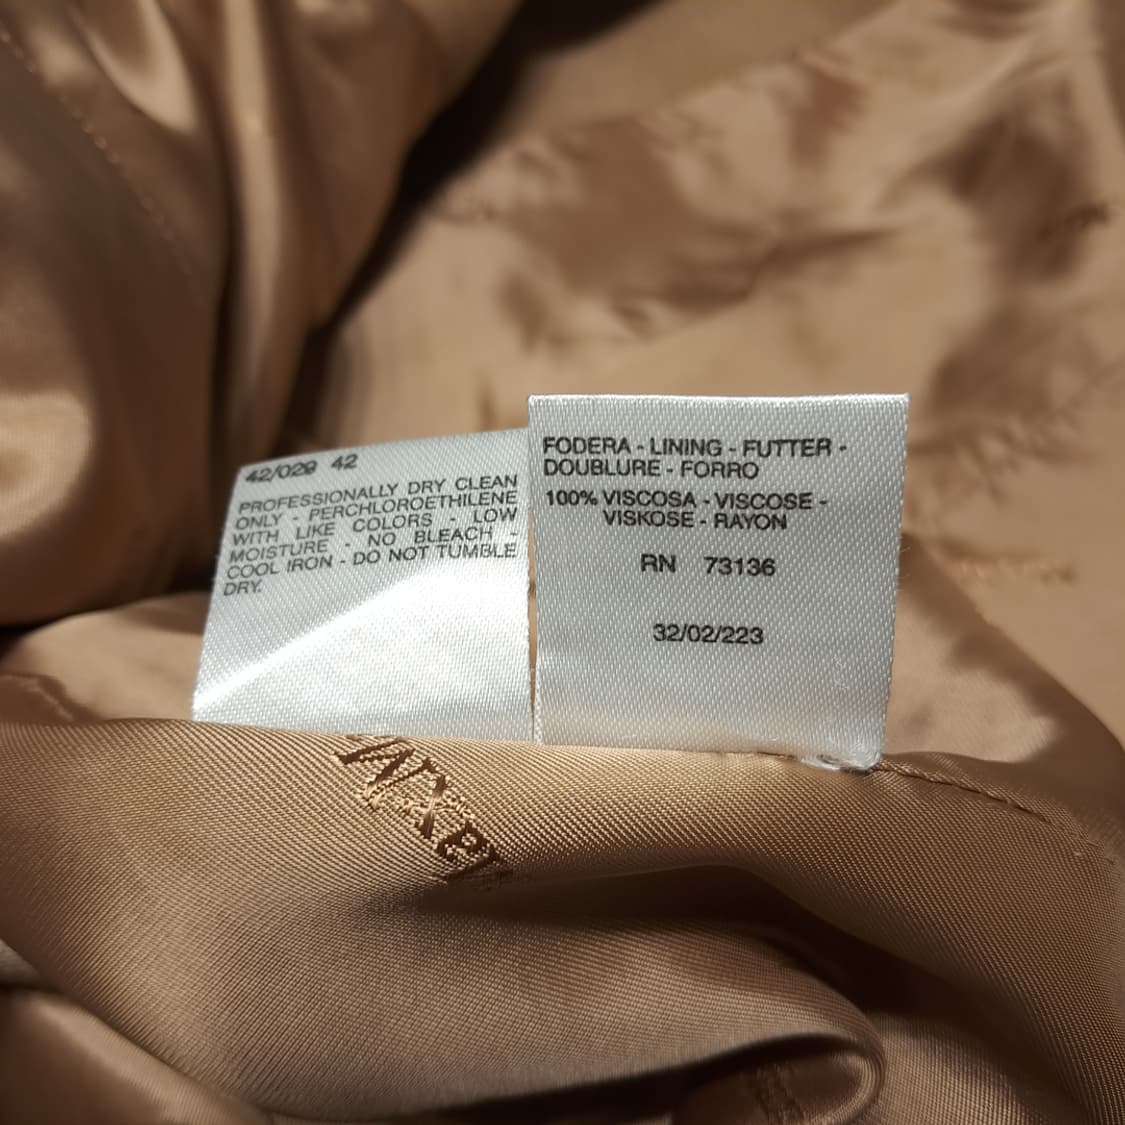 42/029 42
PROFESSIONALLY DRY CLEAN
ONLY - PERCHLOROETHILENE
WITH LIKE COLORS - LOW
MOISTURE - NO BLEACH -
COOL IRON - DO NOT TUMBLE
DRY.
FODERA - LINING - FUTTER -
DOUBLURE - FORRO
100% VISCOSA - VISCOSE -
VISKOSE - RAYON
RN 73136
32/02/223